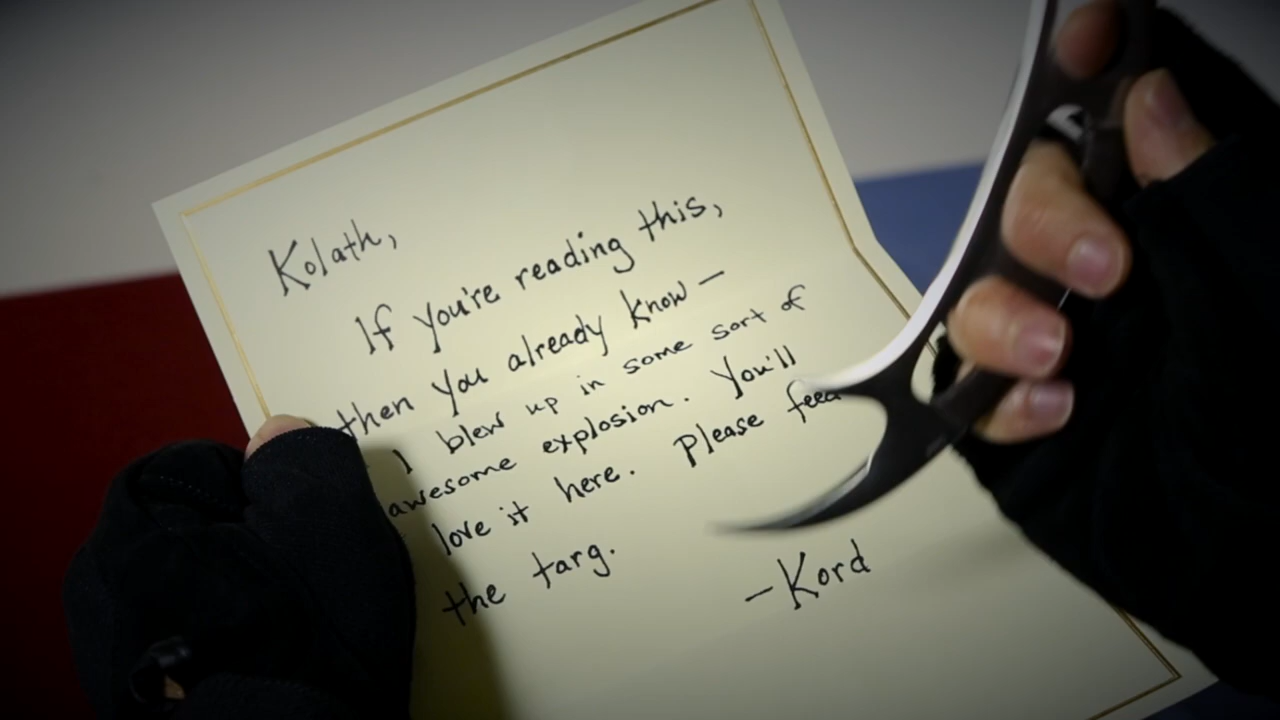 Kolath,
If you're reading this,
then you already know —
I blew up in some sort of
awesome explosion. You'll
love it here. Please feed
the targ.
—Kord